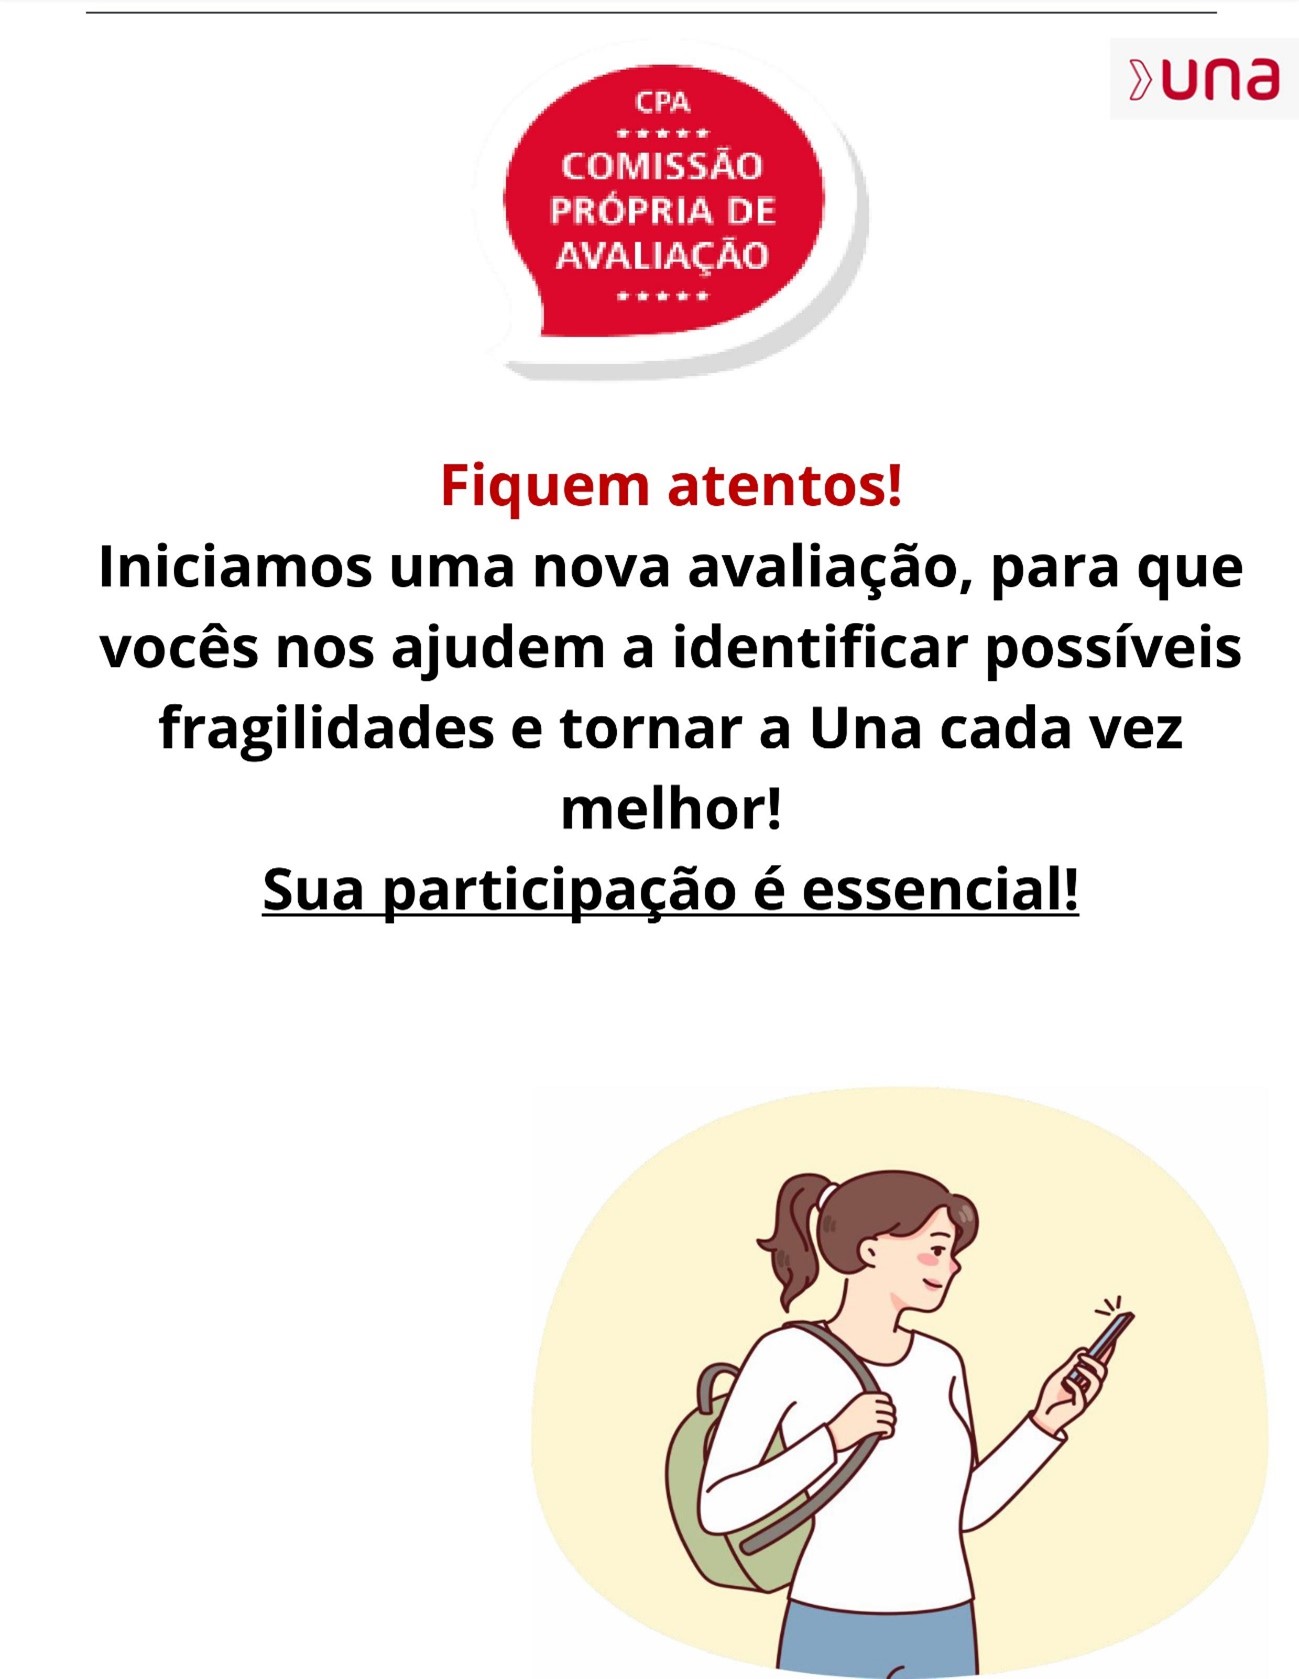 una
CPA
COMISSÃO
PRÓPRIA DE
AVALIAÇÃO
Fiquem atentos!
Iniciamos uma nova avaliação, para que
vocês nos ajudem a identificar possíveis
fragilidades e tornar a Una cada vez
melhor!
Sua participação é essencial!